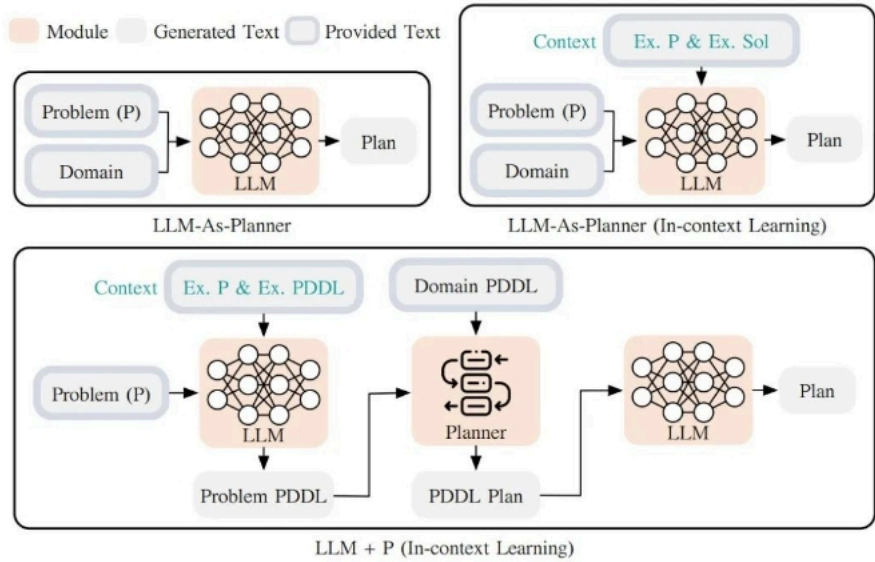 Module
Generated Text
Provided Text
Problem (P)
Domain
LLM
Plan
LLM-As-Planner
Context
Ex. P & Ex. Sol
Problem (P)
Domain
LLM
Plan
LLM-As-Planner (In-context Learning)
Context
Ex. P & Ex. PDDL
Domain PDDL
Problem (P)
LLM
Planner
LLM
Plan
Problem PDDL
PDDL Plan
LLM + P (In-context Learning)